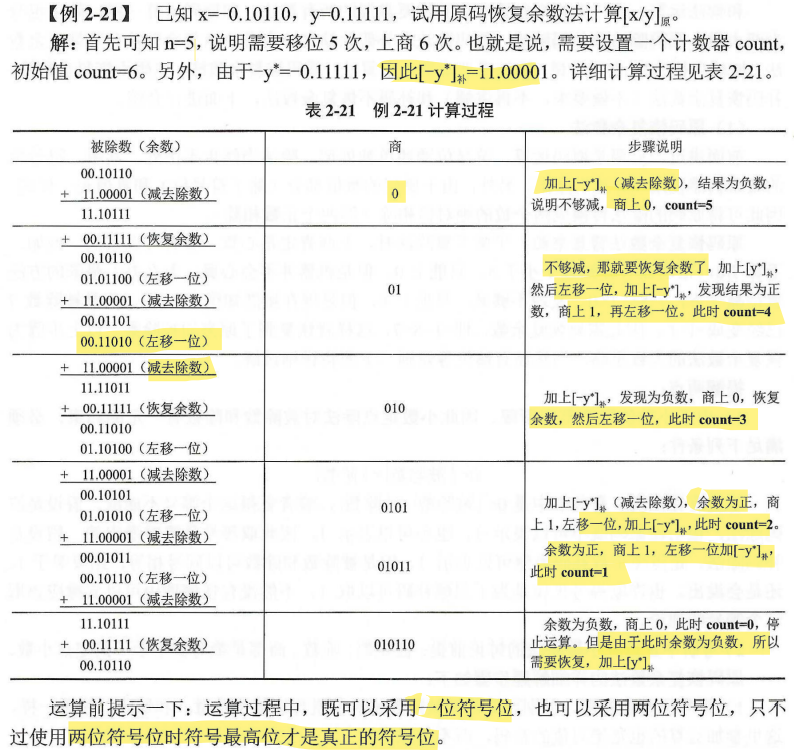 【例 2-21】 已知 x=−0.10110，y=0.11111，试用原码恢复余数法计算[x/y]原。
解：首先可知 n=5，说明需要移位 5 次，上商 6 次。也就是说，需要设置一个计数器 count，
初始值 count=6。另外，由于−y*=−0.11111，因此[−y*]补=11.00001。详细计算过程见表 2-21。
表 2-21 例 2-21 计算过程
被除数（余数） 商 步骤说明
00.10110
+ 11.00001（减去除数）
11.10111
0
加上[−y*]补（减去除数），结果为负数，
说明不够减，商上 0，count=5
+ 00.11111（恢复余数）
00.10110
01.01100（左移一位）
+ 11.00001（减去除数）
00.01101
00.11010（左移一位）
01
不够减，那就要恢复余数了，加上[y*]补，
然后左移一位，加上[−y*]补，发现结果为正
数，商上 1，再左移一位。此时 count=4
+ 11.00001（减去除数）
11.11011
+ 00.11111（恢复余数）
00.11010
01.10100（左移一位）
010
加上[−y*]补，发现为负数，商上 0，恢复
余数，然后左移一位，此时 count=3
+ 11.00001（减去除数）
00.10101
01.01010（左移一位）
+ 11.00001（减去除数）
00.01011
00.10110（左移一位）
+ 11.00001（减去除数）
0101
01011
加上[−y*]补（减去除数），余数为正，商
上 1，左移一位，加上[−y*]补，此时 count=2。
余数为正，商上 1，左移一位加[−y*]补，
此时 count=1
11.10111
+ 00.11111（恢复余数）
00.10110
010110
余数为负数，商上 0，此时 count=0，停
止运算。但是由于此时余数为负数，所以
需要恢复，加上[y*]补
运算前提示一下：运算过程中，既可以采用一位符号位，也可以采用两位符号位，只不
过使用两位符号位时符号最高位才是真正的符号位。